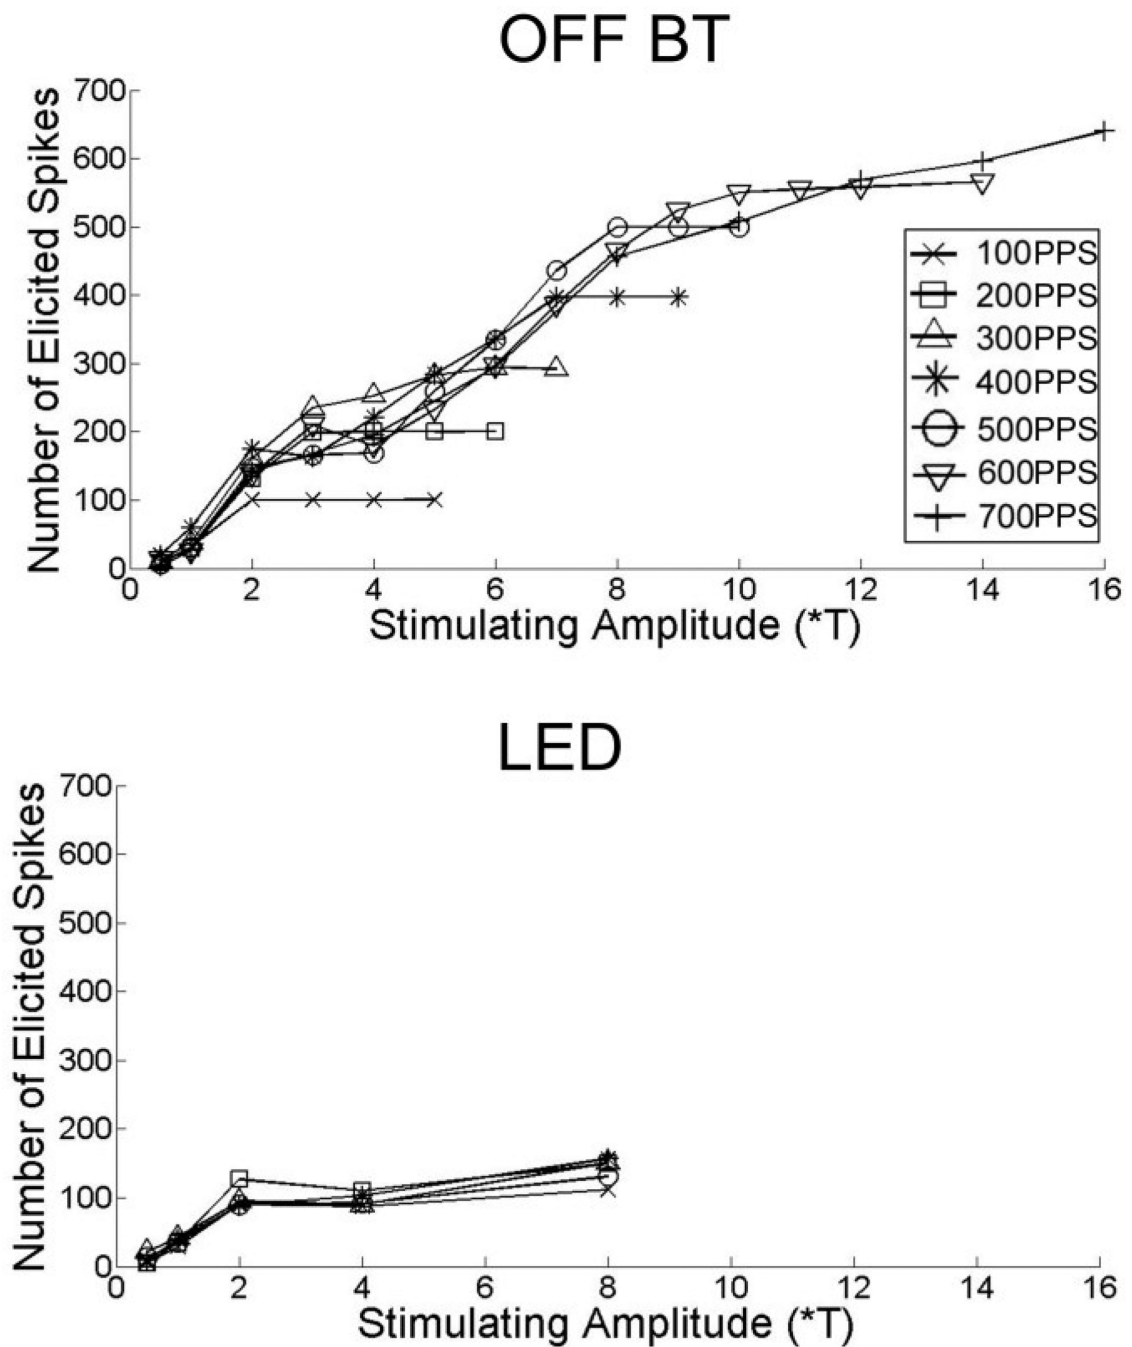 OFF BT
Number of Elicited Spikes
700
600
500
400
300
200
100
0
0 2 4 6 8 10 12 14 16
Stimulating Amplitude (*T)
100PPS
200PPS
300PPS
400PPS
500PPS
600PPS
700PPS
LED
Number of Elicited Spikes
700
600
500
400
300
200
100
0
0 2 4 6 8 10 12 14 16
Stimulating Amplitude (*T)